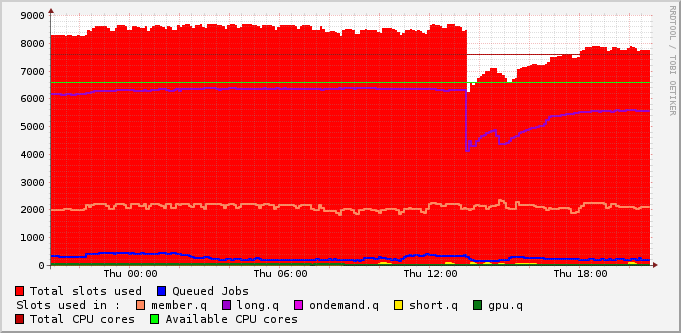 9000
8000
7000
6000
5000
4000
3000
2000
1000
0
Thu 00:00 Thu 06:00 Thu 12:00 Thu 18:00
Total slots used Queued Jobs
Slots used in : member.q long.q ondemand.q short.q gpu.q
Total CPU cores Available CPU cores
RRDTOOL / TOBI OETIKER